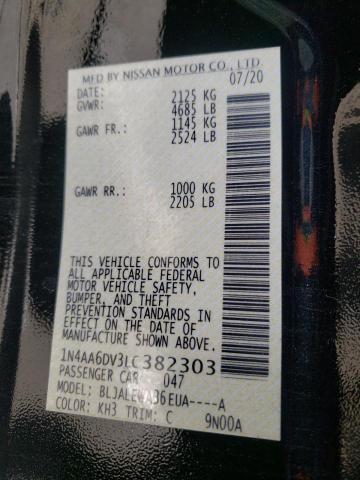 MFD BY NISSAN MOTOR CO., LTD.
DATE: 07/20
GVWR: 2125 KG
4685 LB
GAWR FR.: 1145 KG
2524 LB
GAWR RR.: 1000 KG
2205 LB
THIS VEHICLE CONFORMS TO
ALL APPLICABLE FEDERAL
MOTOR VEHICLE SAFETY,
BUMPER, AND THEFT
PREVENTION STANDARDS IN
EFFECT ON THE DATE OF
MANUFACTURE SHOWN ABOVE.
1N4AA6DV3LC382303
PASSENGER CAR 047
MODEL: EUA----A
COLOR: KH3 TRIM: C 9N00A